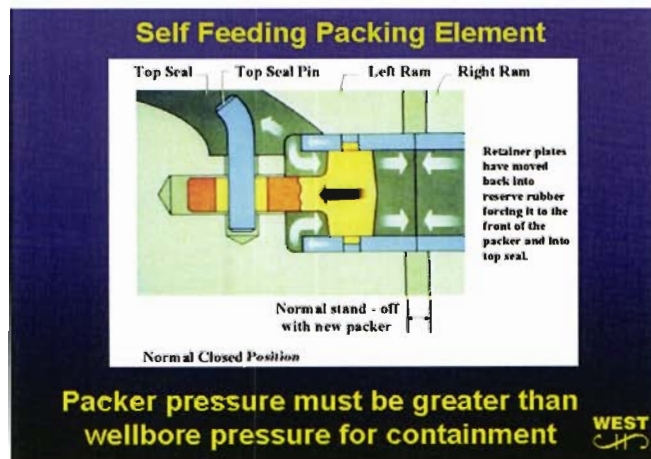 Self Feeding Packing Element
Top Seal Top Seal Pin Left Ram Right Ram
Retainer plates
have moved
back into
reserve rubber
forcing it to the
front of the
packer and into
top seal.
Normal stand - off
with new packer
Normal Closed Position
Packer pressure must be greater than
wellbore pressure for containment
WEST